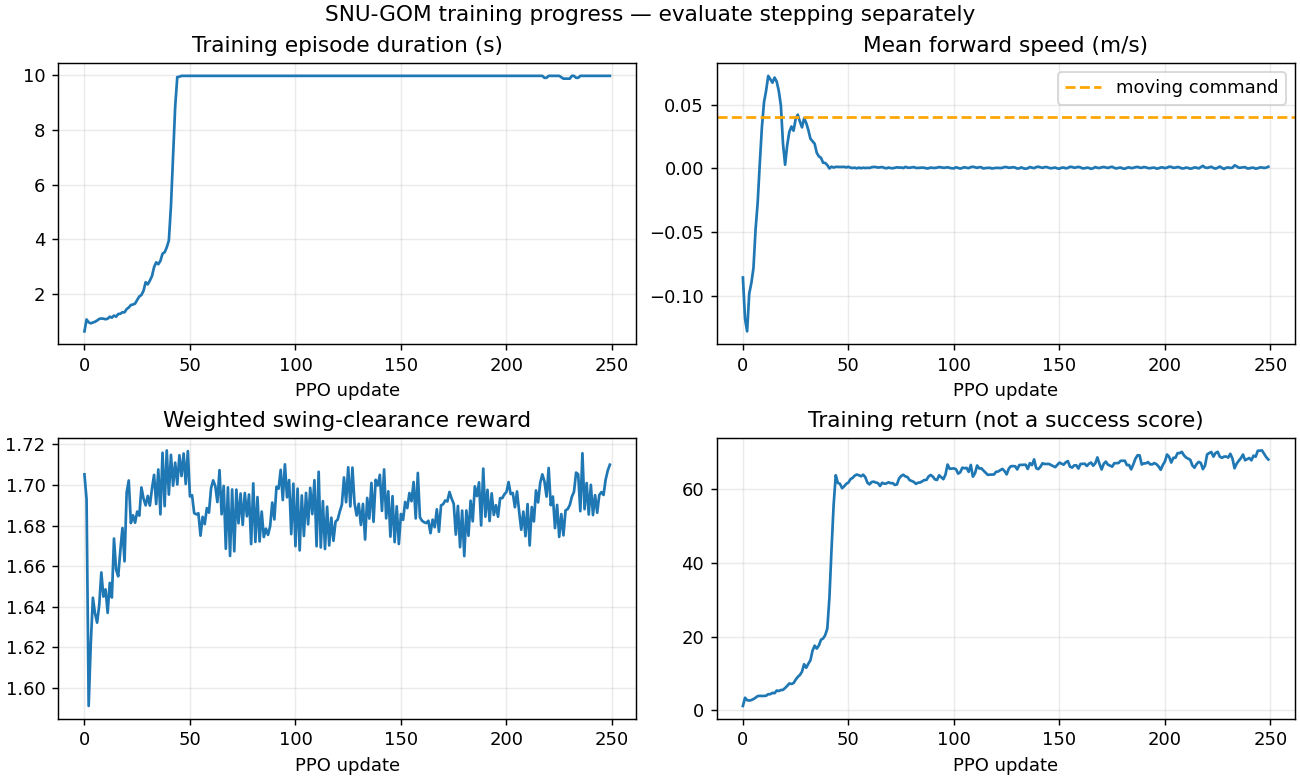 SNU-GOM training progress — evaluate stepping separately
Training episode duration (s)
10
8
6
4
2
0 50 100 150 200 250
PPO update
Mean forward speed (m/s)
moving command
0.05
0.00
−0.05
−0.10
0 50 100 150 200 250
PPO update
Weighted swing-clearance reward
1.72
1.70
1.68
1.66
1.64
1.62
1.60
0 50 100 150 200 250
PPO update
Training return (not a success score)
60
40
20
0
0 50 100 150 200 250
PPO update